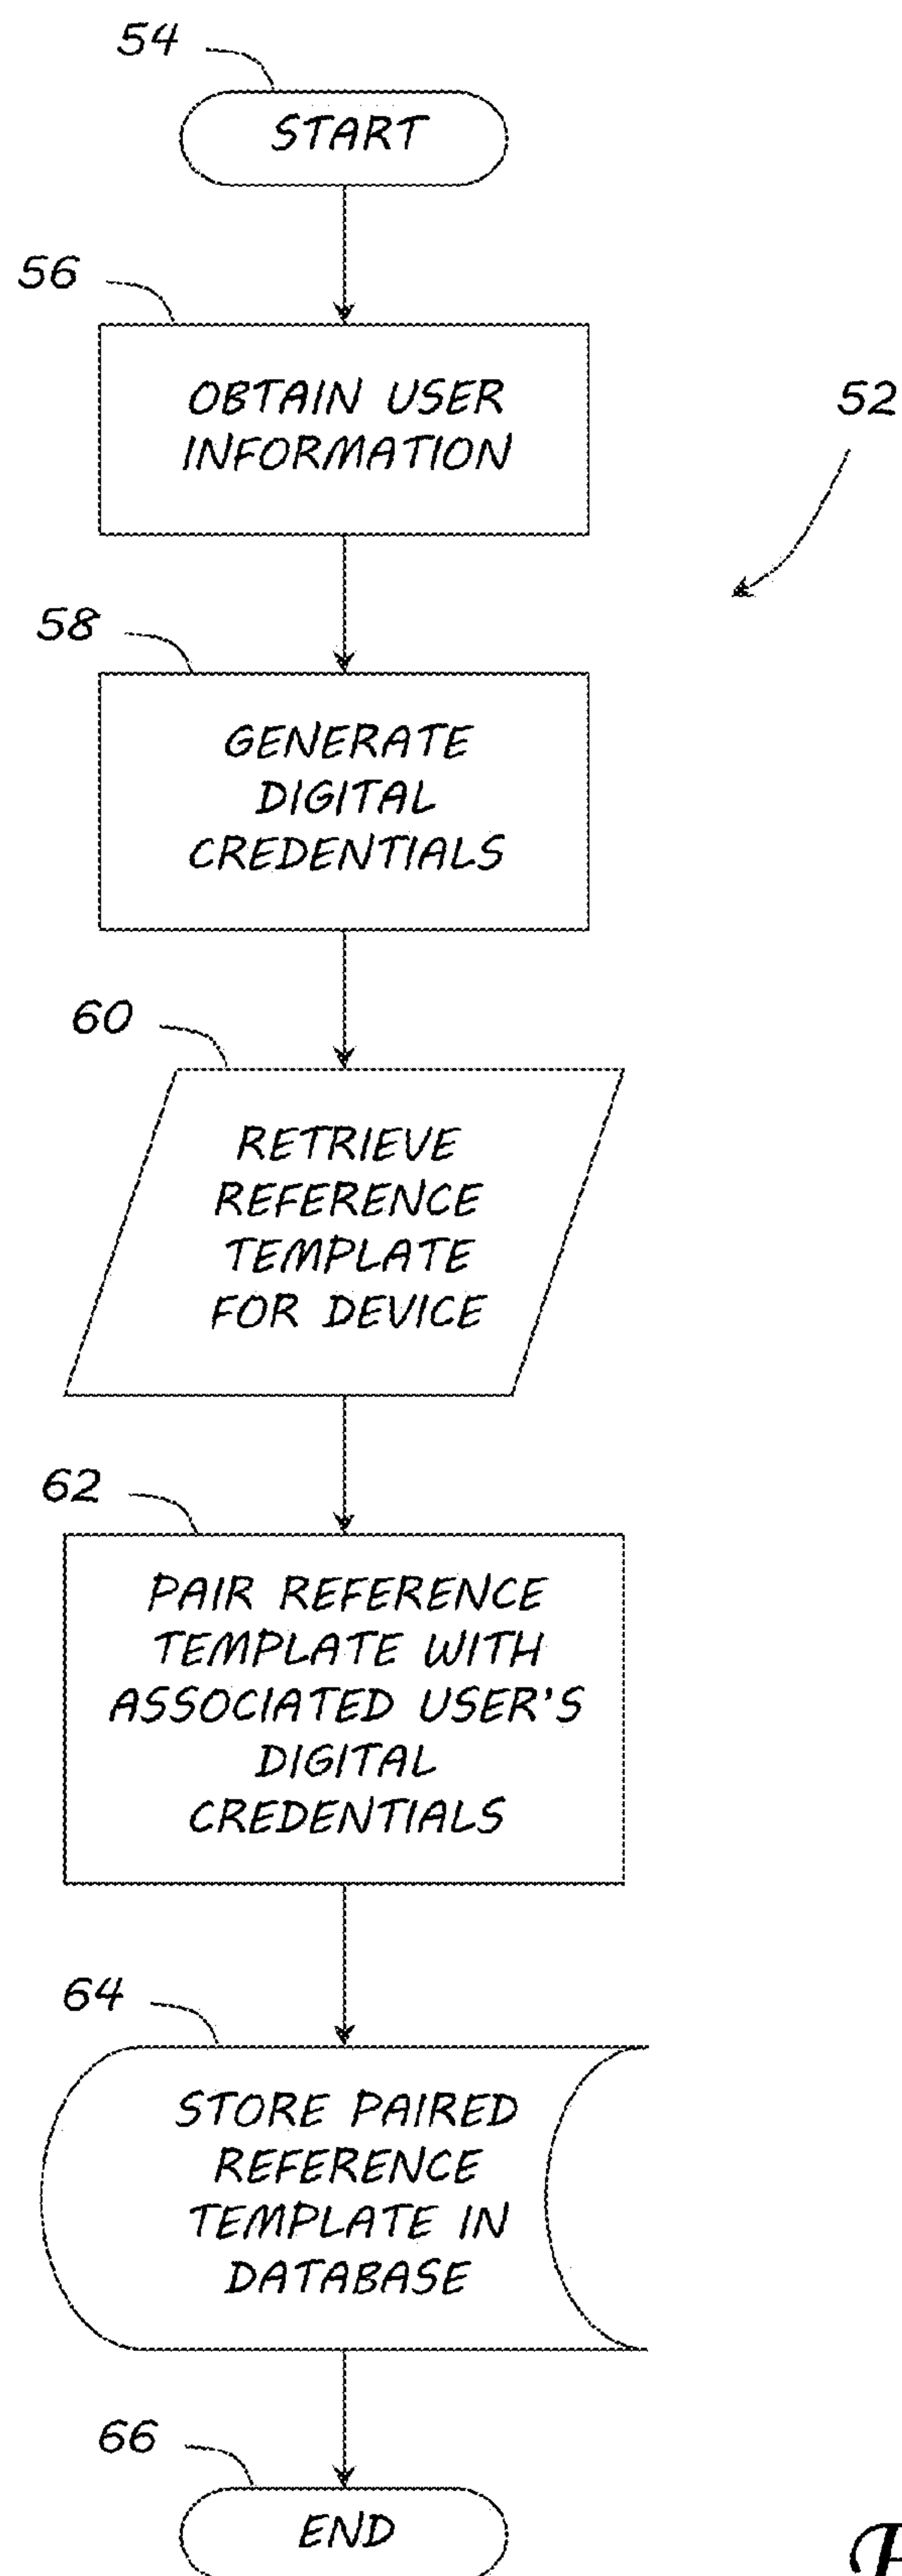 54
START
56
OBTAIN USER
INFORMATION
52
58
GENERATE
DIGITAL
CREDENTIALS
60
RETRIEVE
REFERENCE
TEMPLATE
FOR DEVICE
62
PAIR REFERENCE
TEMPLATE WITH
ASSOCIATED USER'S
DIGITAL
CREDENTIALS
64
STORE PAIRED
REFERENCE
TEMPLATE IN
DATABASE
66
END